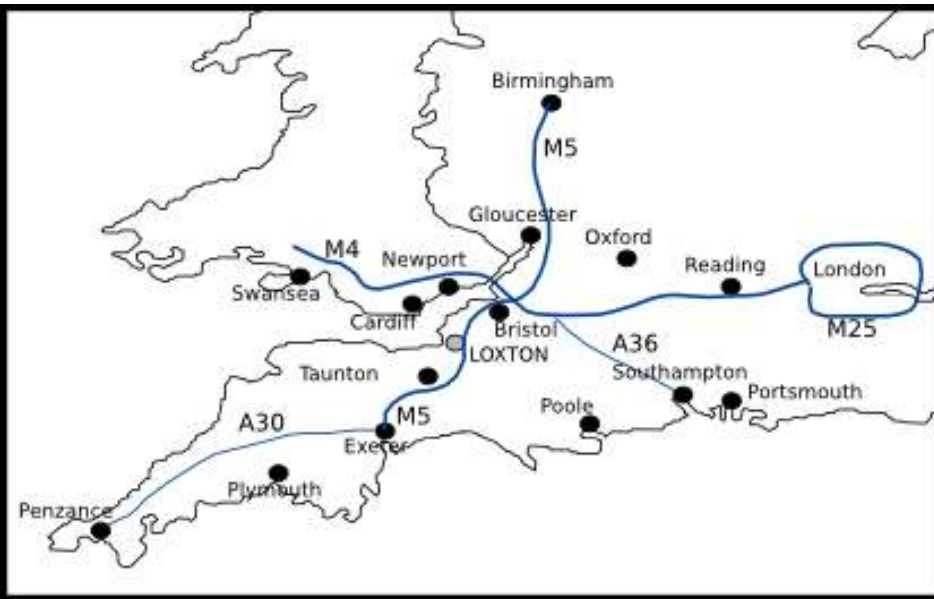 Birmingham
M5
Gloucester
Oxford
M4
Newport
Reading
London
Swansea
Cardiff
Bristol
M25
LOXTON
A36
Taunton
Southampton
Portsmouth
Poole
M5
A30
Exeter
Plymouth
Penzance